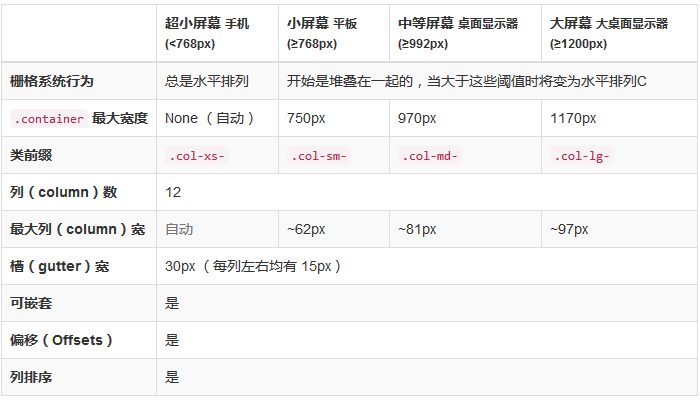 超小屏幕 手机 (<768px) 小屏幕 平板 (≥768px) 中等屏幕 桌面显示器 (≥992px) 大屏幕 大桌面显示器 (≥1200px)
栅格系统行为 总是水平排列 开始是堆叠在一起的，当大于这些阈值时将变为水平排列C
.container 最大宽度 None （自动） 750px 970px 1170px
类前缀 .col-xs- .col-sm- .col-md- .col-lg-
列（column）数 12
最大列（column）宽 自动 ~62px ~81px ~97px
槽（gutter）宽 30px （每列左右均有 15px）
可嵌套 是
偏移（Offsets） 是
列排序 是